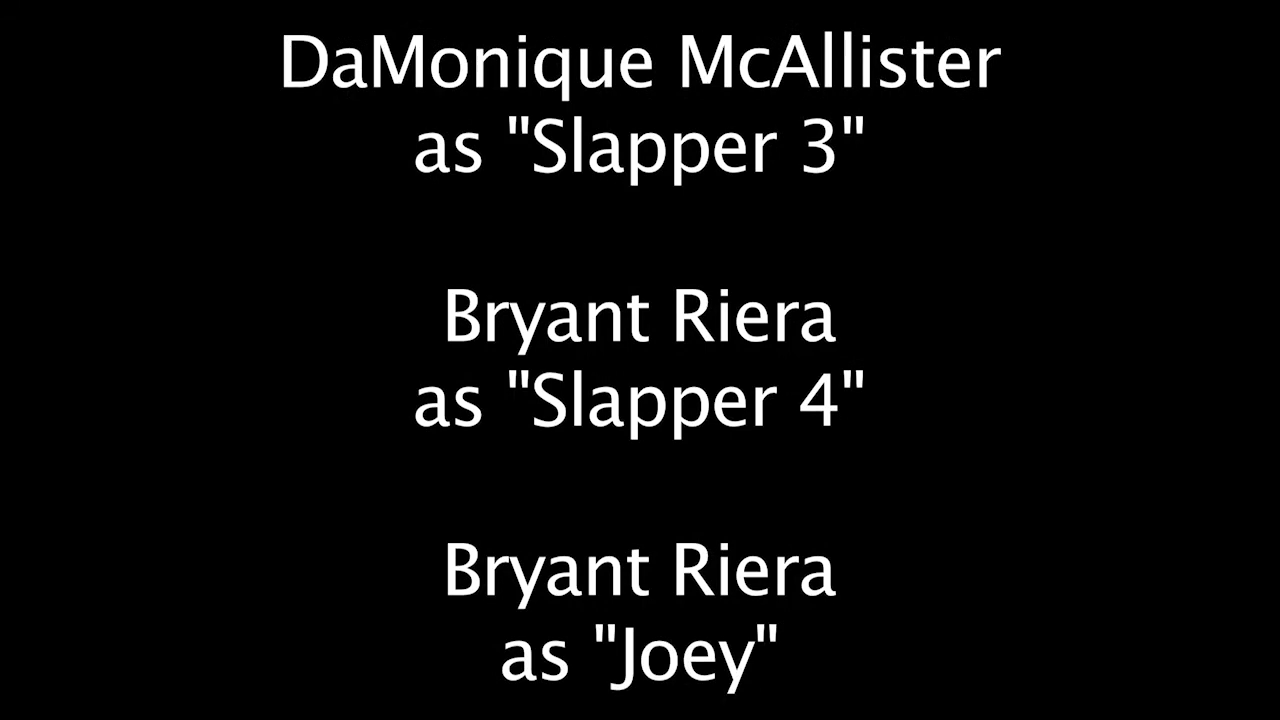 DaMonique McAllister
as "Slapper 3"
Bryant Riera
as "Slapper 4"
Bryant Riera
as "Joey"